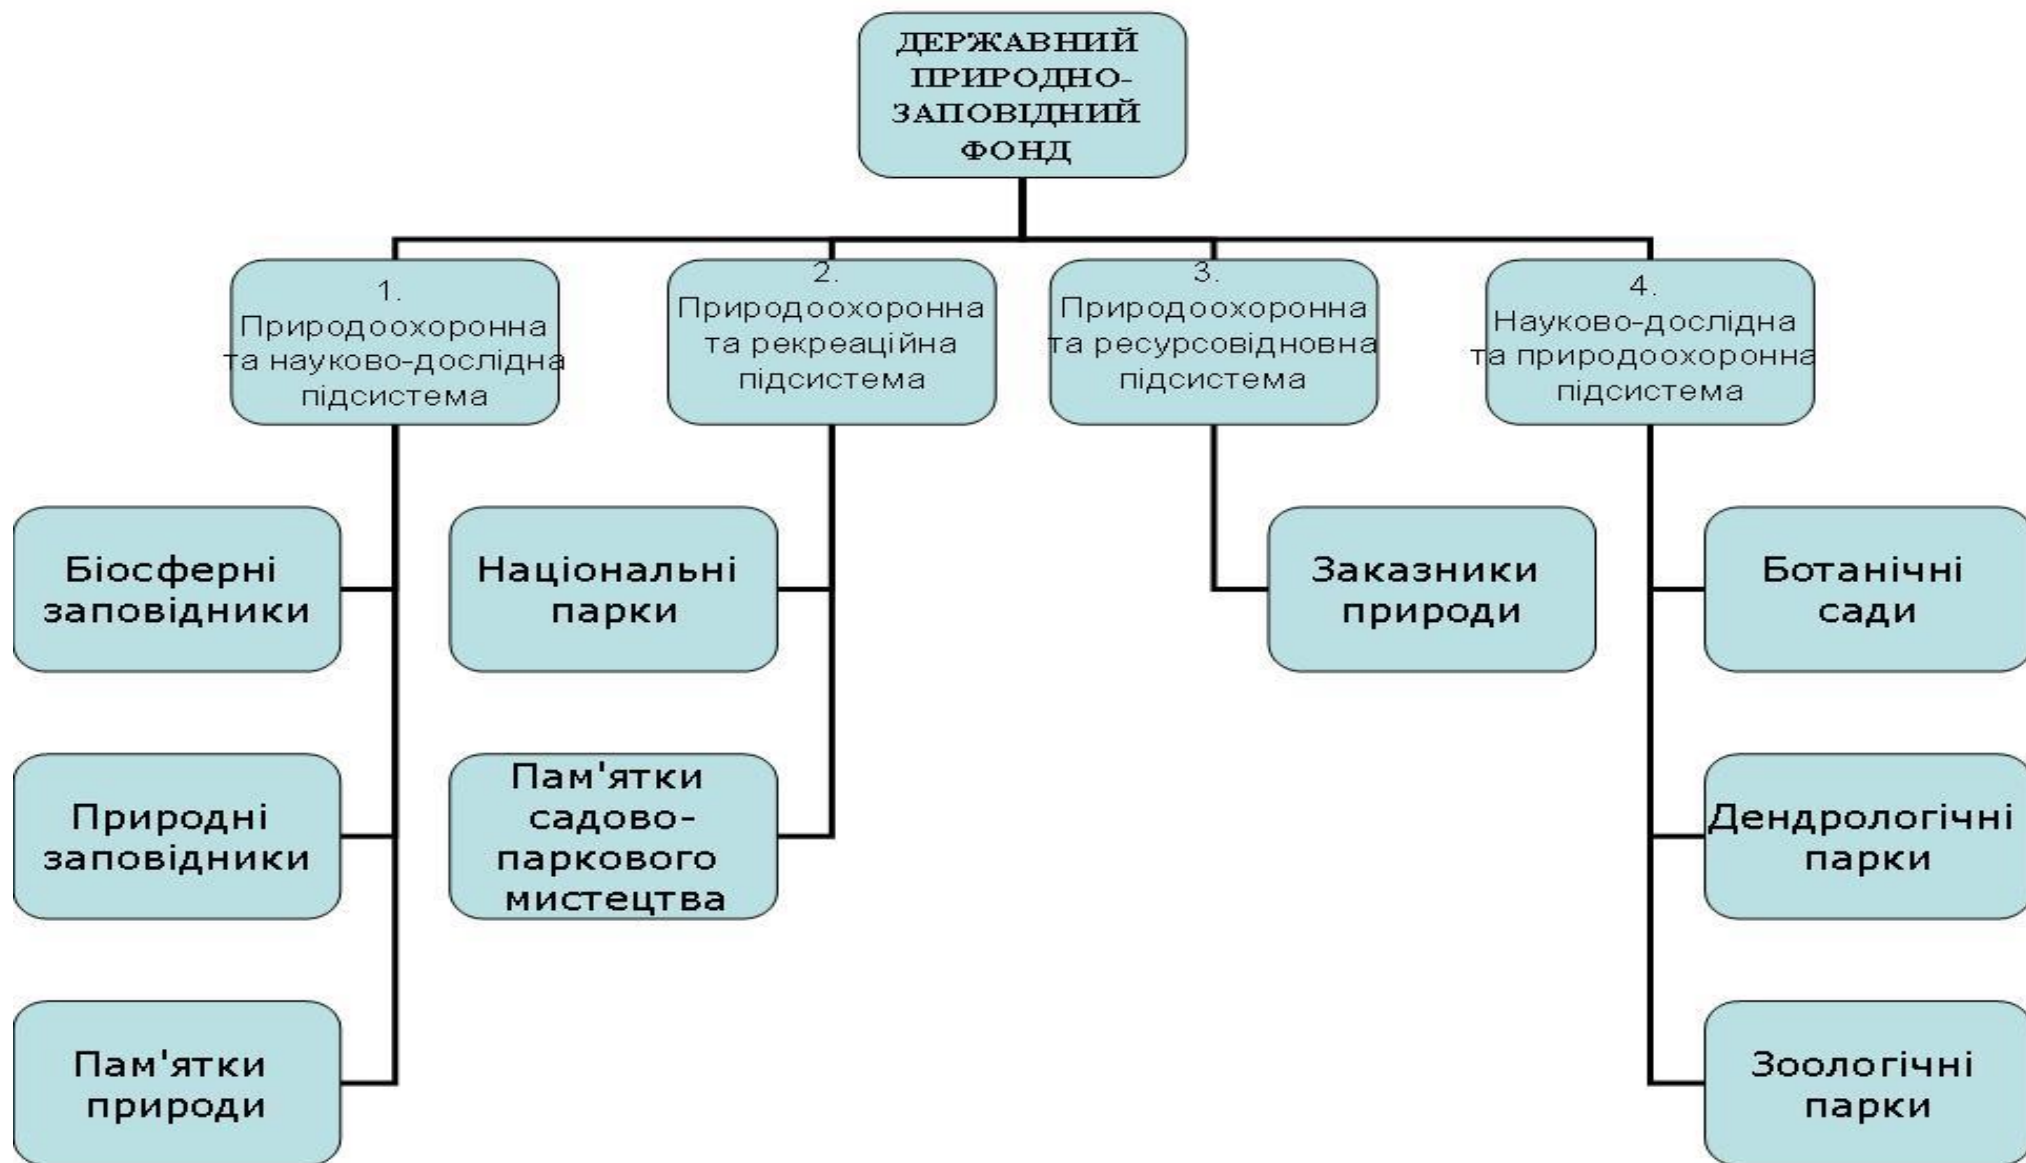 ДЕРЖАВНИЙ
ПРИРОДНО-
ЗАПОВІДНИЙ
ФОНД
1.
Природоохоронна
та науково-дослідна
підсистема
2.
Природоохоронна
та рекреаційна
підсистема
3.
Природоохоронна
та ресурсовідновна
підсистема
4.
Науково-дослідна
та природоохоронна
підсистема
Біосферні
заповідники
Національні
парки
Заказники
природи
Ботанічні
сади
Природні
заповідники
Пам'ятки
садово-
паркового
мистецтва
Дендрологічні
парки
Пам'ятки
природи
Зоологічні
парки